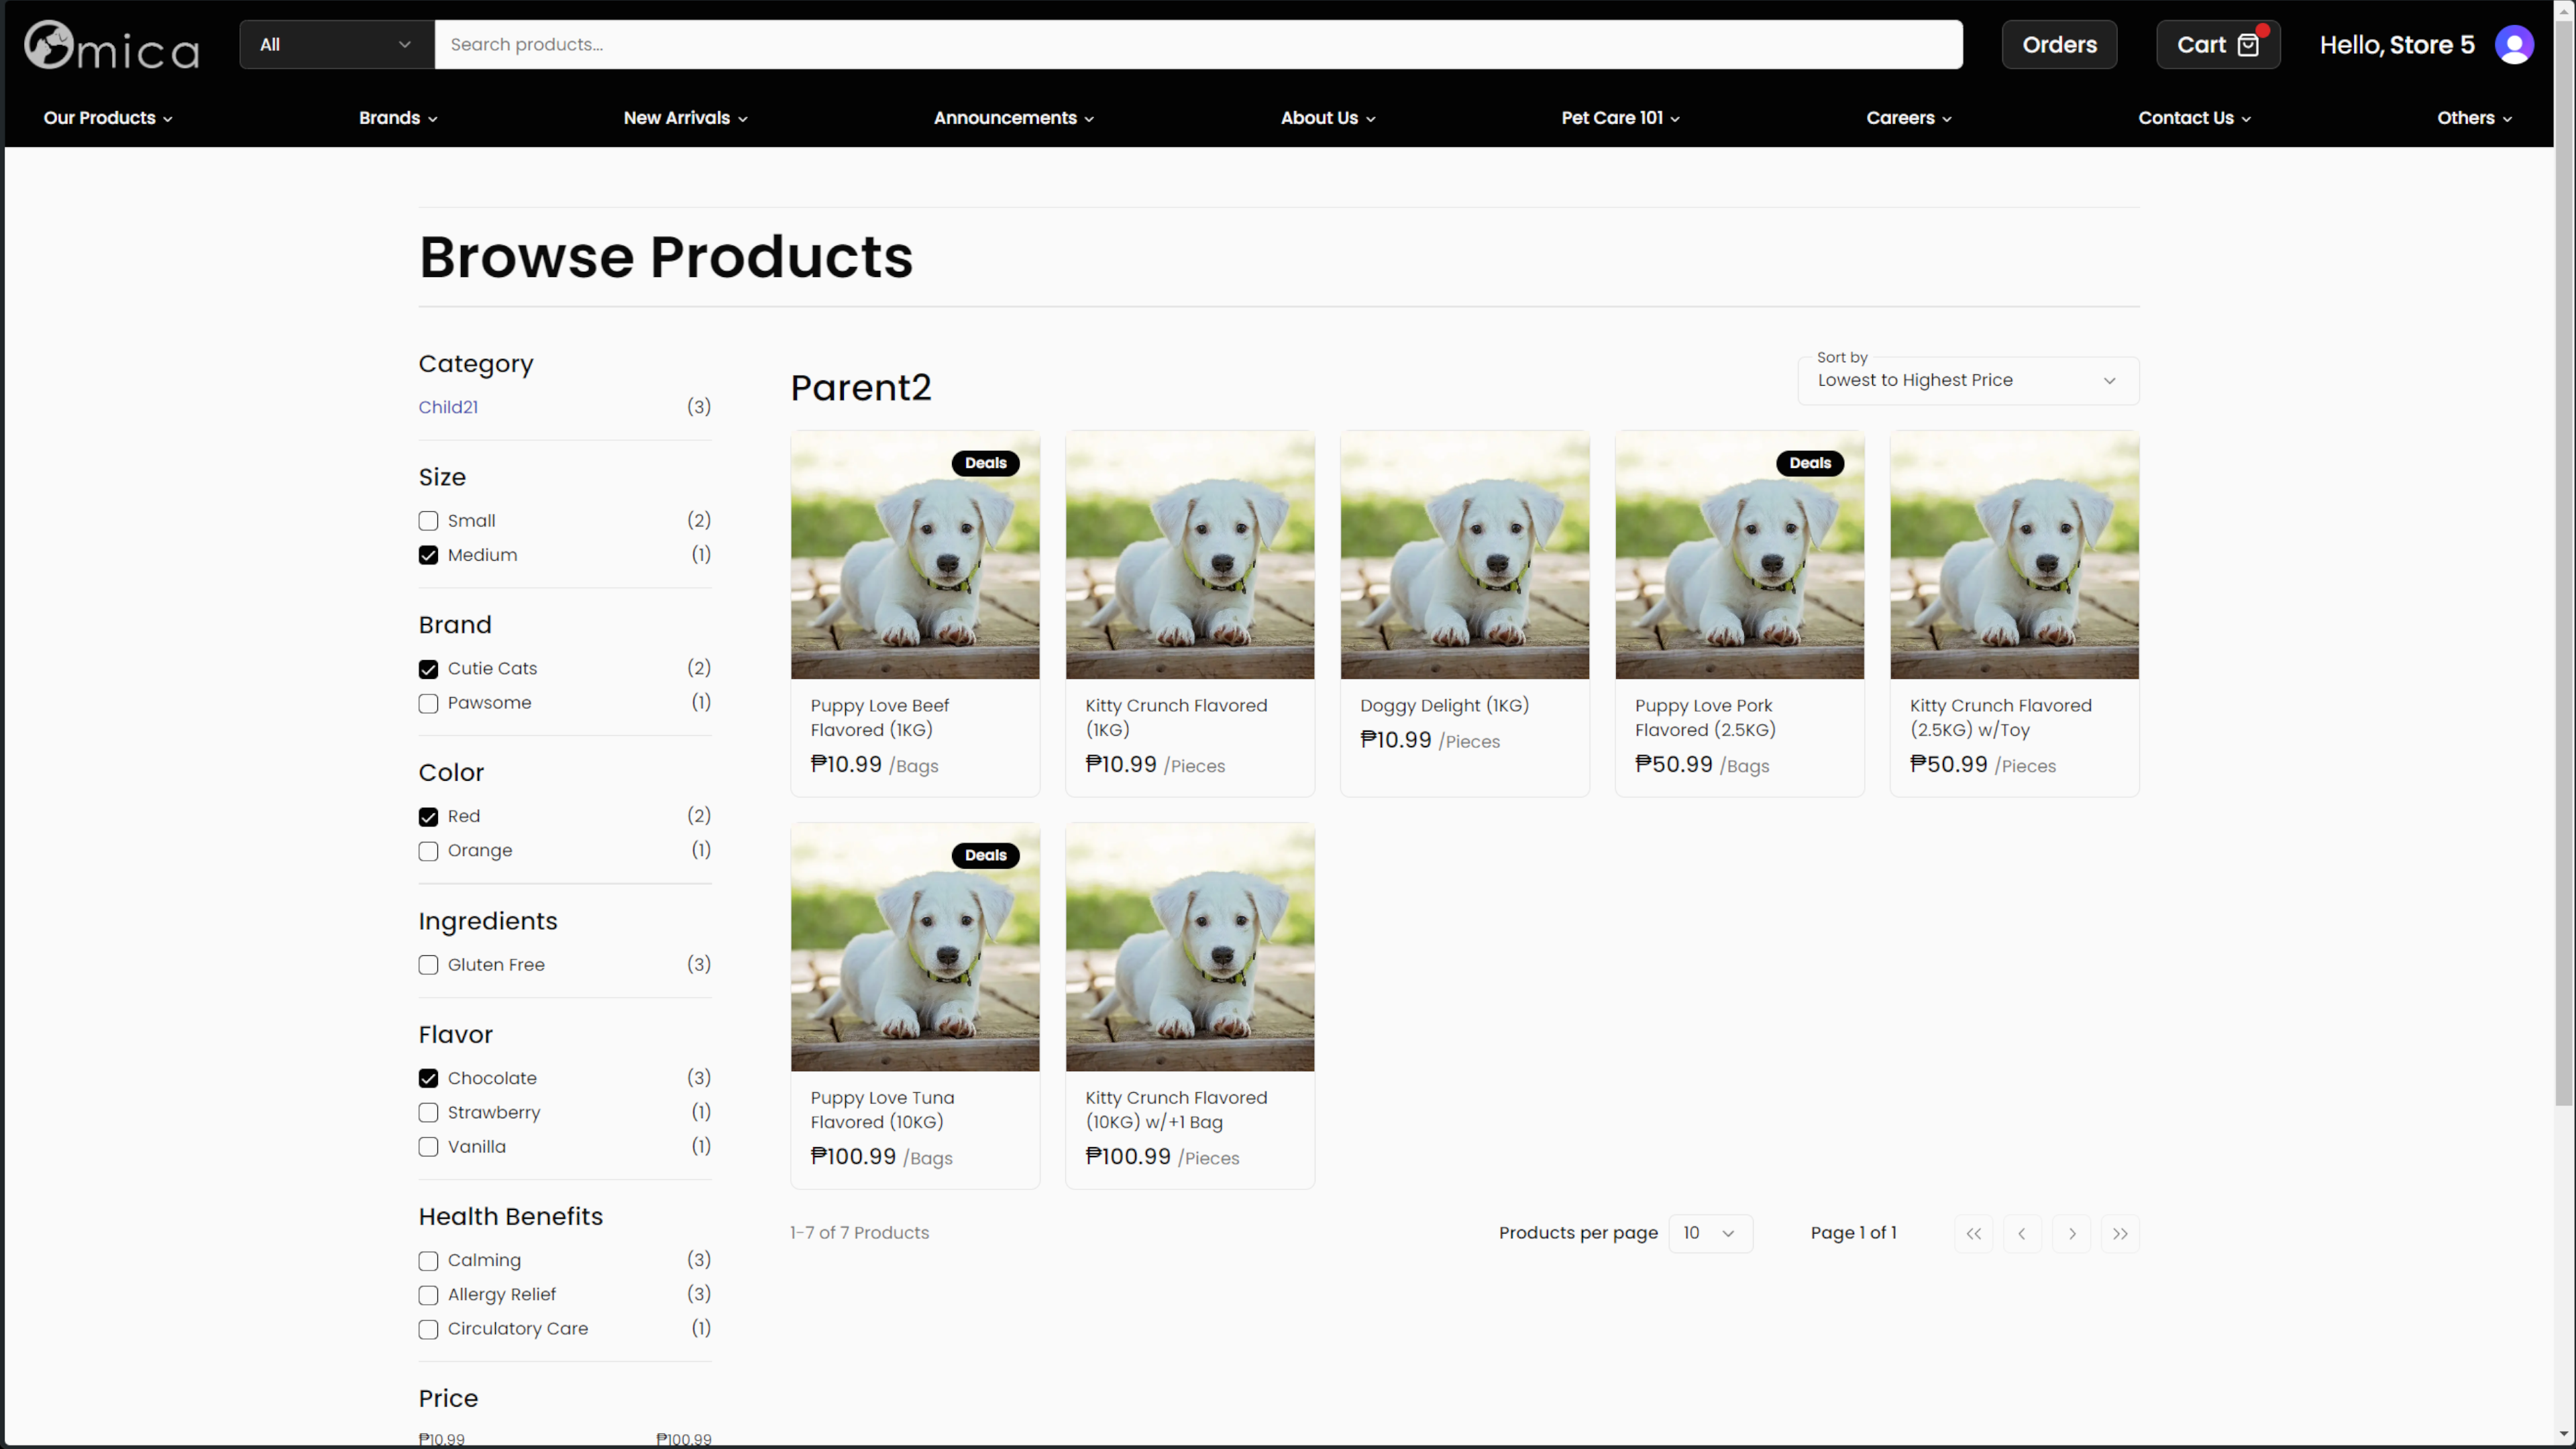 Omica
All
Search products...
Orders
Cart
Hello, Store 5
Our Products
Brands
New Arrivals
Announcements
About Us
Pet Care 101
Careers
Contact Us
Others
Browse Products
Category
Child21 (3)
Size
Small (2)
Medium (1)
Brand
Cutie Cats (2)
Pawsome (1)
Color
Red (2)
Orange (1)
Ingredients
Gluten Free (3)
Flavor
Chocolate (3)
Strawberry (1)
Vanilla (1)
Health Benefits
Calming (3)
Allergy Relief (3)
Circulatory Care (1)
Price
₱10.99 ₱100.99
Parent2
Sort by
Lowest to Highest Price
Deals
Puppy Love Beef
Flavored (1KG)
₱10.99 /Bags
Kitty Crunch Flavored
(1KG)
₱10.99 /Pieces
Doggy Delight (1KG)
₱10.99 /Pieces
Deals
Puppy Love Pork
Flavored (2.5KG)
₱50.99 /Bags
Kitty Crunch Flavored
(2.5KG) w/Toy
₱50.99 /Pieces
Deals
Puppy Love Tuna
Flavored (10KG)
₱100.99 /Bags
Kitty Crunch Flavored
(10KG) w/+1 Bag
₱100.99 /Pieces
1-7 of 7 Products
Products per page 10
Page 1 of 1